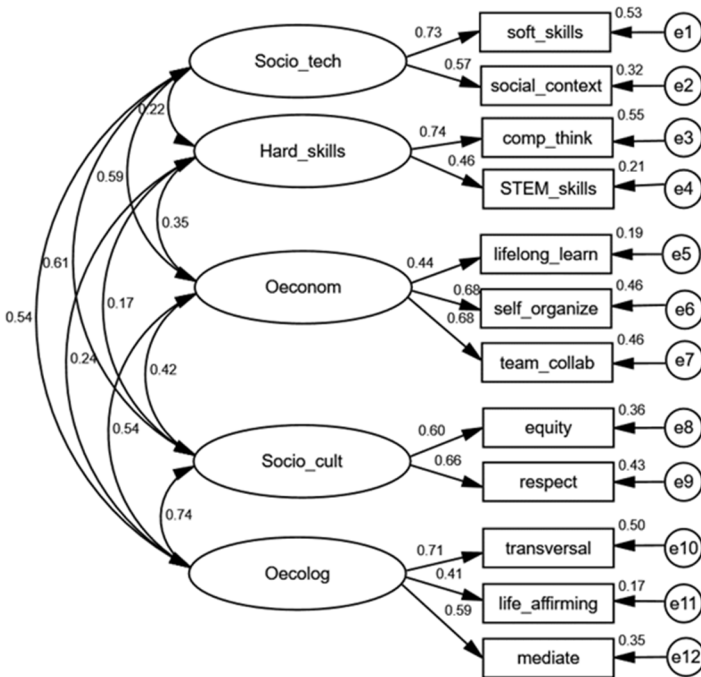 0.53
0.73
soft_skills
e1
Socio_tech
0.57
0.32
social_context
e2
0.22
0.55
0.74
comp_think
e3
Hard_skills
0.46
0.21
STEM_skills
e4
0.59
0.35
0.19
0.44
lifelong_learn
e5
0.61
Oeconom
0.68
0.46
self_organize
e6
0.17
0.68
0.46
0.54
team_collab
e7
0.24
0.42
0.36
0.54
0.60
equity
e8
Socio_cult
0.66
0.43
respect
e9
0.74
0.50
0.71
transversal
e10
Oecolog
0.41
0.17
life_affirming
e11
0.59
0.35
mediate
e12